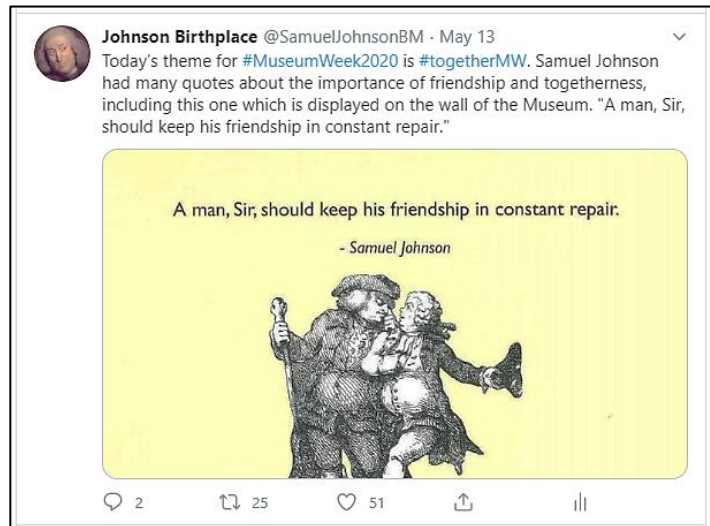 Johnson Birthplace @SamuelJohnsonBM · May 13
Today's theme for #MuseumWeek2020 is #togetherMW. Samuel Johnson
had many quotes about the importance of friendship and togetherness,
including this one which is displayed on the wall of the Museum. "A man, Sir,
should keep his friendship in constant repair."
A man, Sir, should keep his friendship in constant repair.
- Samuel Johnson
2 25 51